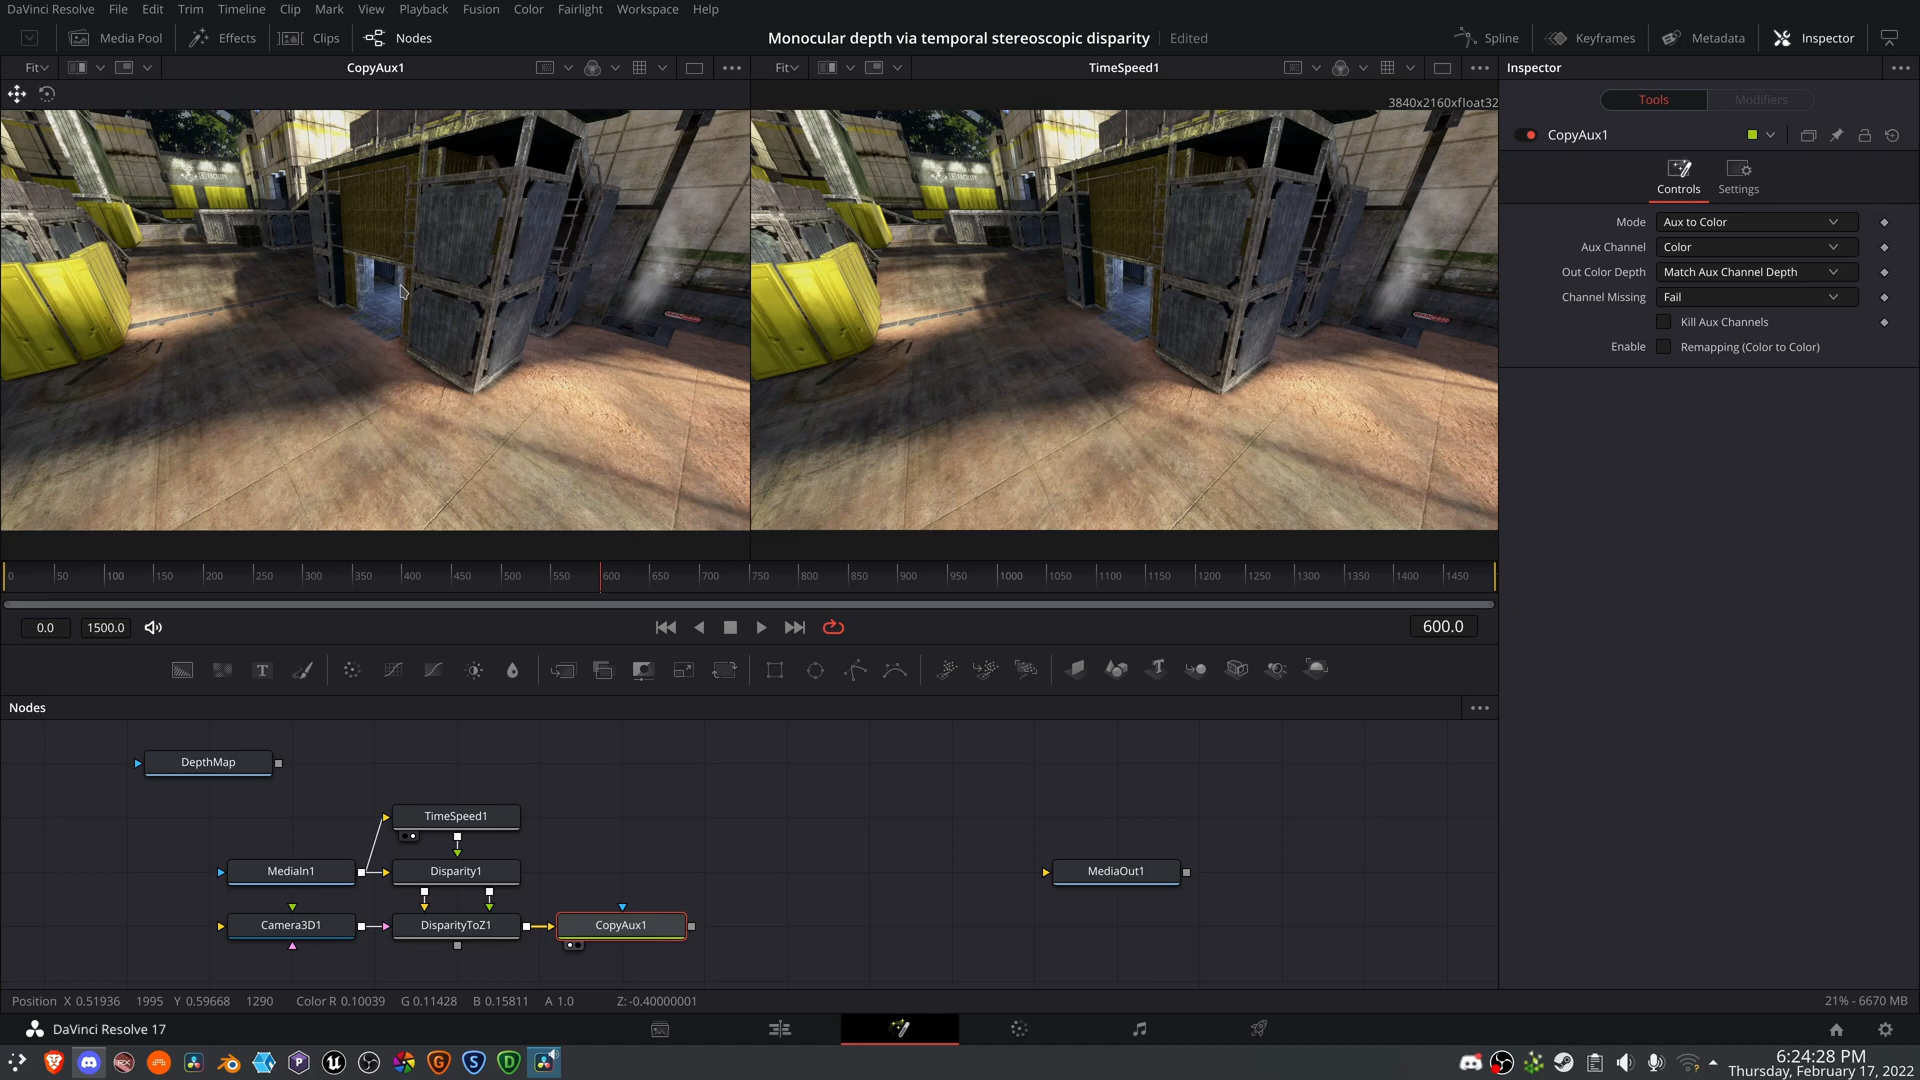 DaVinci Resolve File Edit Trim Timeline Clip Mark View Playback Fusion Color Fairlight Workspace Help
Media Pool Effects Clips Nodes Monocular depth via temporal stereoscopic disparity Edited Spline Keyframes Metadata Inspector
Fit CopyAux1 Fit TimeSpeed1 Inspector
3840x2160xfloat32
Tools Modifiers
CopyAux1
Controls Settings
Mode Aux to Color
Aux Channel Color
Out Color Depth Match Aux Channel Depth
Channel Missing Fail
Kill Aux Channels
Enable Remapping (Color to Color)
0 50 100 150 200 250 300 350 400 450 500 550 600 650 700 750 800 850 900 950 1000 1050 1100 1150 1200 1250 1300 1350 1400 1450
0.0 1500.0 600.0
Nodes
DepthMap
TimeSpeed1
MediaIn1 Disparity1 MediaOut1
Camera3D1 DisparityToZ1 CopyAux1
Position X 0.51936 1995 Y 0.59668 1290 Color R 0.10039 G 0.11428 B 0.15811 A 1.0 Z: -0.40000001 21% - 6670 MB
DaVinci Resolve 17
6:24:28 PM
Thursday, February 17, 2022